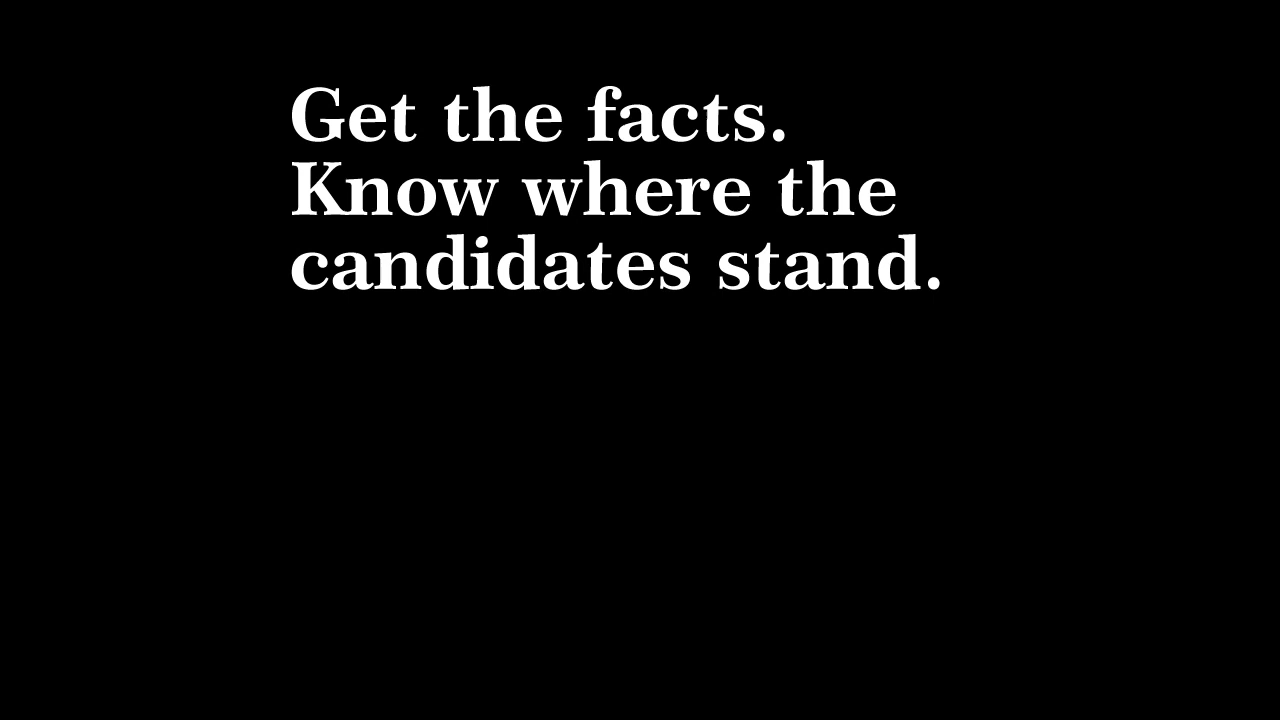 Get the facts.
Know where the
candidates stand.